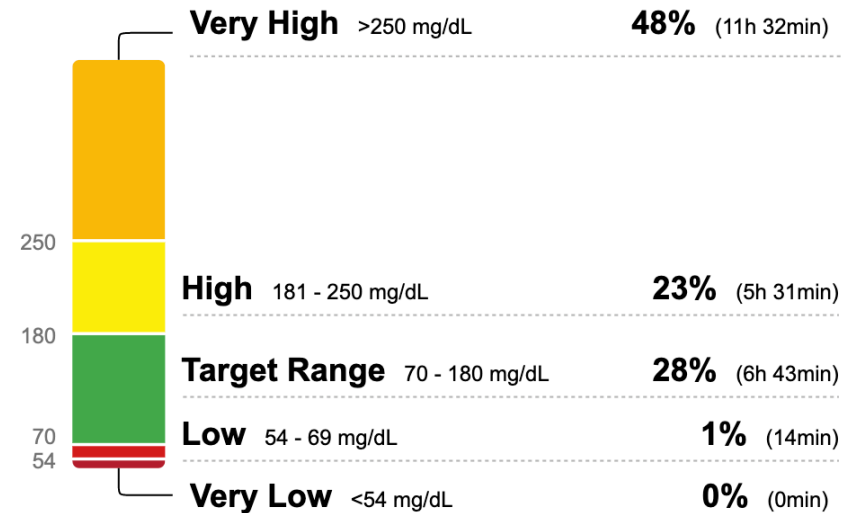 Very High >250 mg/dL 48% (11h 32min)
250
High 181 - 250 mg/dL 23% (5h 31min)
180
Target Range 70 - 180 mg/dL 28% (6h 43min)
70
Low 54 - 69 mg/dL 1% (14min)
54
Very Low <54 mg/dL 0% (0min)